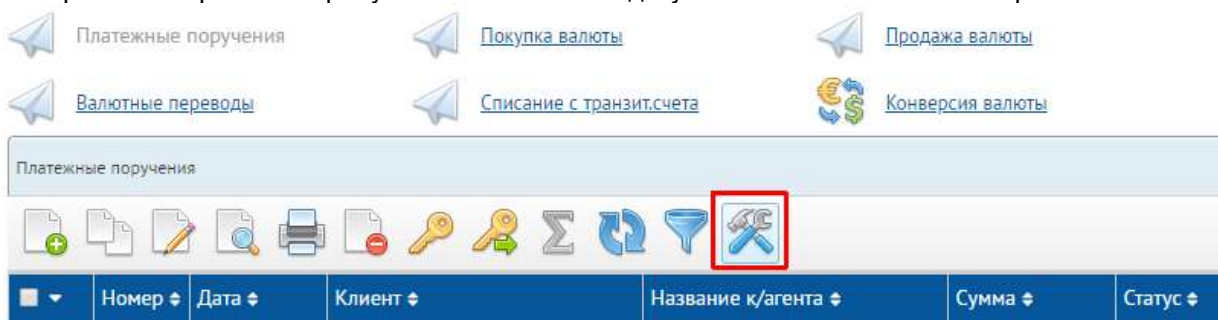 Платежные поручения Покупка валюты Продажа валюты
Валютные переводы Списание с транзит.счета Конверсия валюты
Платежные поручения
Номер Дата Клиент Название к/агента Сумма Статус